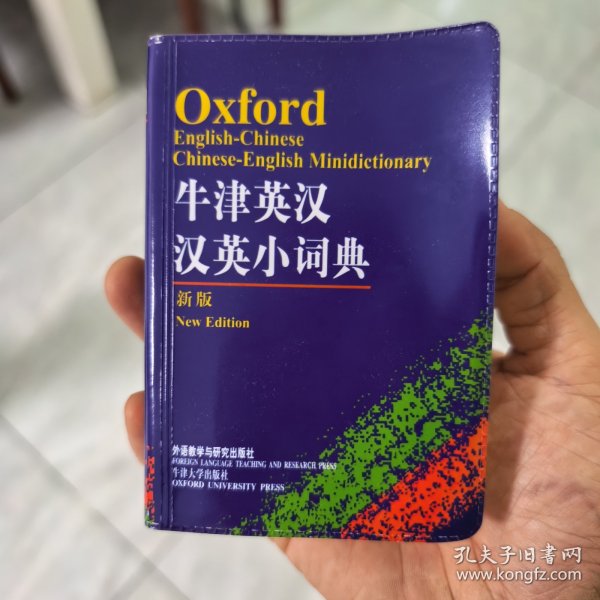 Oxford
English-Chinese
Chinese-English Minidictionary
牛津英汉
汉英小词典
新版
New Edition
外语教学与研究出版社
FOREIGN LANGUAGE TEACHING AND RESEARCH PRESS
牛津大学出版社
OXFORD UNIVERSITY PRESS
孔夫子旧书网
www.kongfz.com